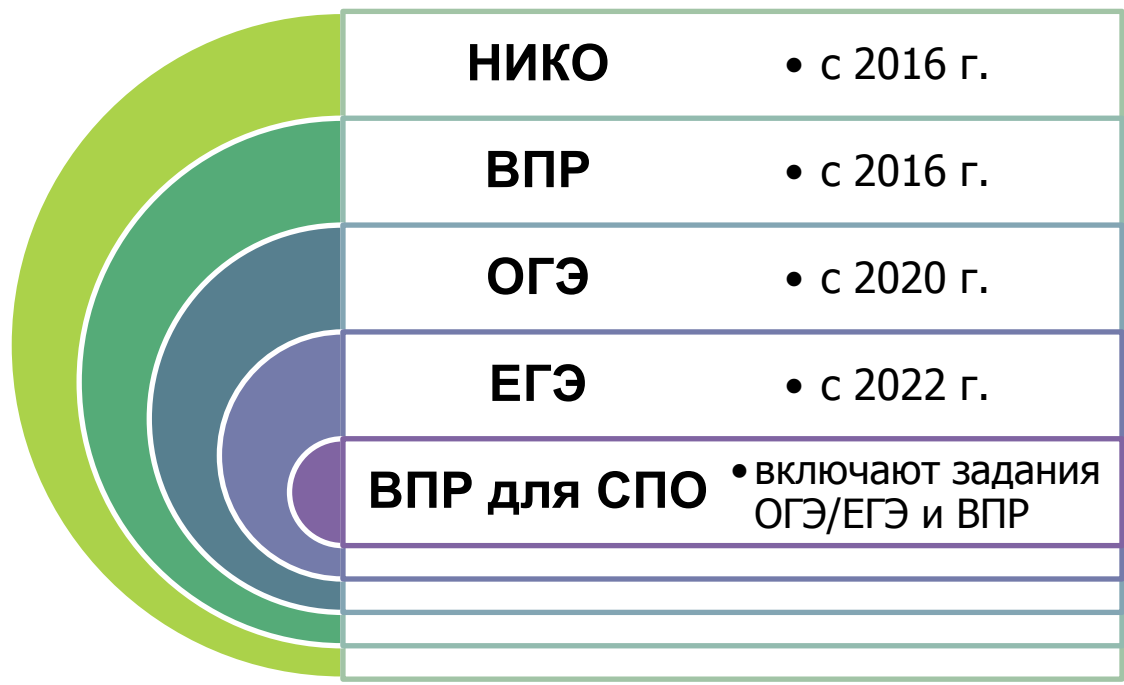 НИКО • с 2016 г.
ВПР • с 2016 г.
ОГЭ • с 2020 г.
ЕГЭ • с 2022 г.
ВПР для СПО • включают задания
ОГЭ/ЕГЭ и ВПР